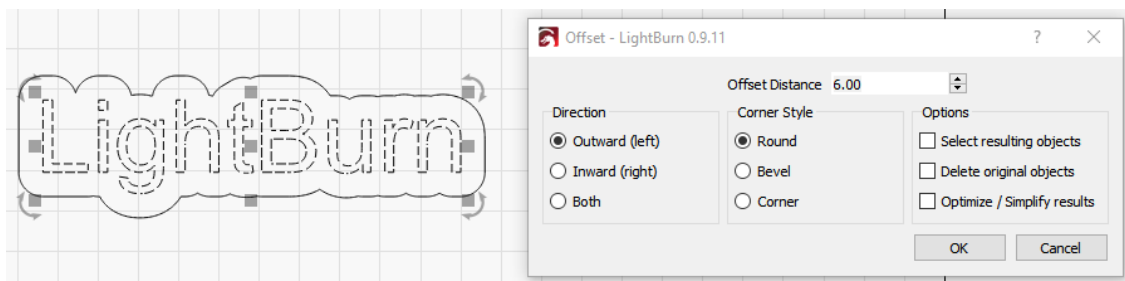 LightBurn
Offset - LightBurn 0.9.11
?
Offset Distance 6.00
Direction
Outward (left)
Inward (right)
Both
Corner Style
Round
Bevel
Corner
Options
Select resulting objects
Delete original objects
Optimize / Simplify results
OK
Cancel